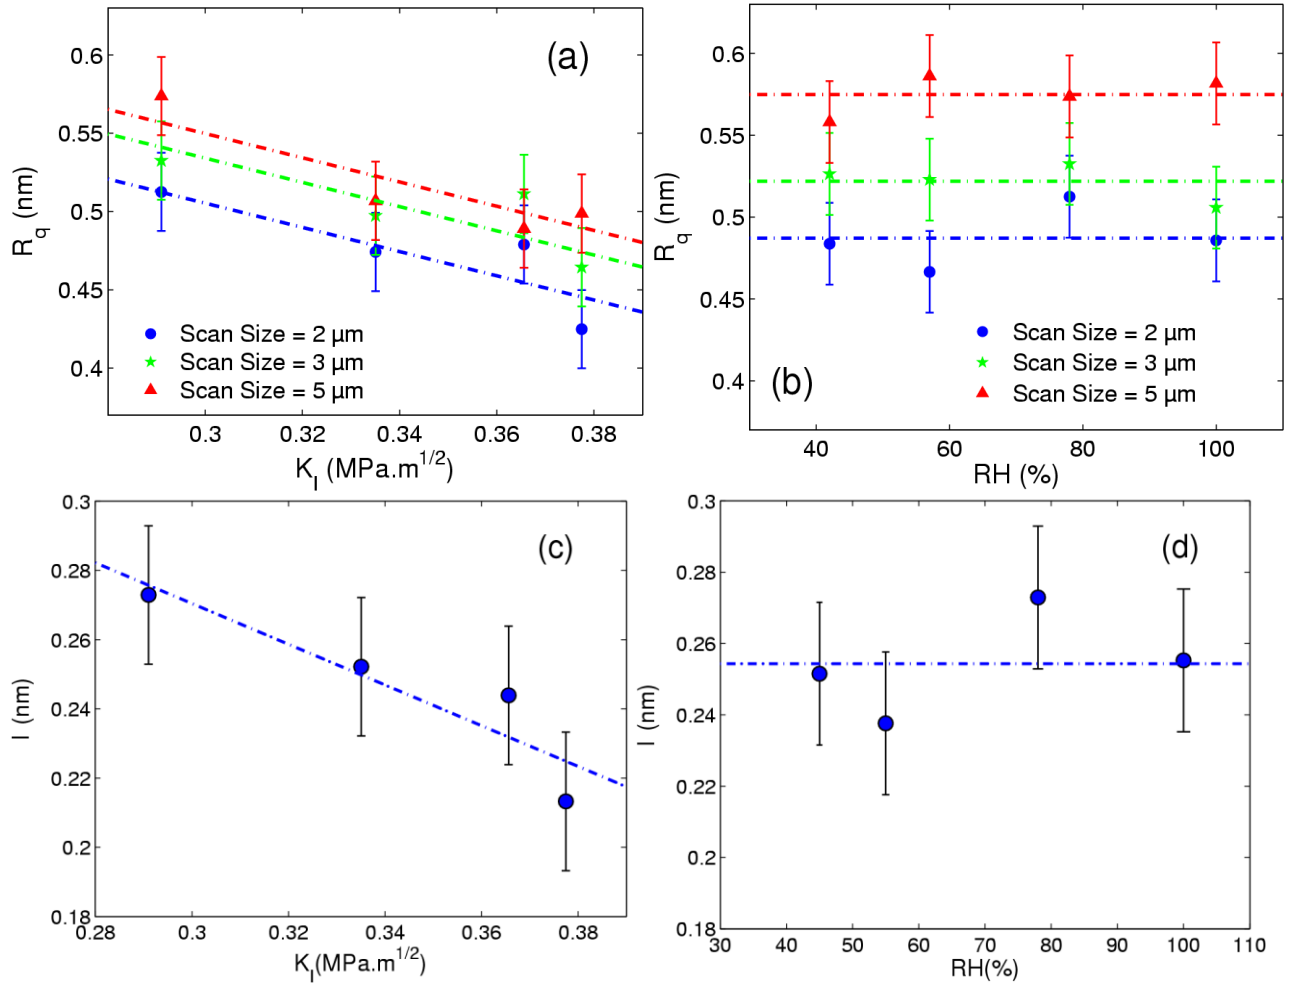 (a)
0.6
0.55
0.5
0.45
0.4
R_q (nm)
Scan Size = 2 µm
Scan Size = 3 µm
Scan Size = 5 µm
0.3 0.32 0.34 0.36 0.38
K_I (MPa.m^1/2)
(b)
0.6
0.55
0.5
0.45
0.4
R_q (nm)
Scan Size = 2 µm
Scan Size = 3 µm
Scan Size = 5 µm
40 60 80 100
RH (%)
(c)
0.3
0.28
0.26
0.24
0.22
0.2
0.18
I (nm)
0.28 0.3 0.32 0.34 0.36 0.38
K_I(MPa.m^1/2)
(d)
0.3
0.28
0.26
0.24
0.22
0.2
0.18
I (nm)
30 40 50 60 70 80 90 100 110
RH(%)